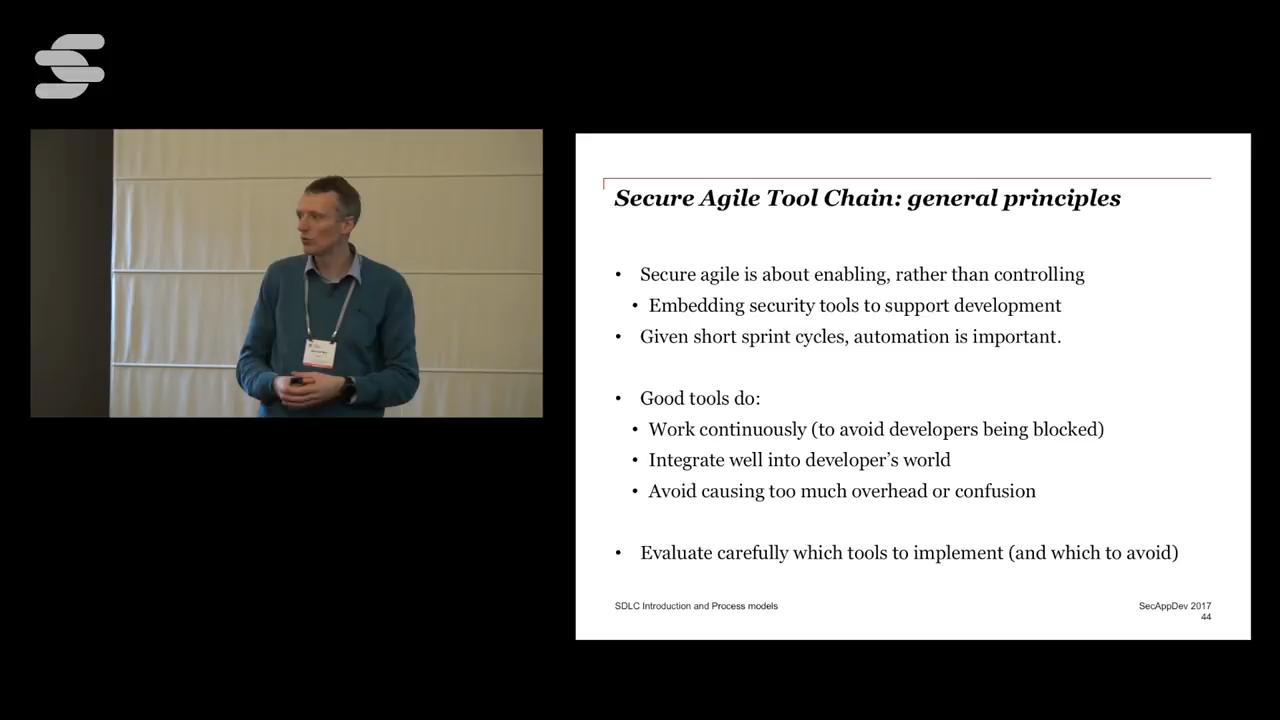 Secure Agile Tool Chain: general principles
• Secure agile is about enabling, rather than controlling
• Embedding security tools to support development
• Given short sprint cycles, automation is important.
• Good tools do:
• Work continuously (to avoid developers being blocked)
• Integrate well into developer’s world
• Avoid causing too much overhead or confusion
• Evaluate carefully which tools to implement (and which to avoid)
SDLC Introduction and Process models
SecAppDev 2017
44